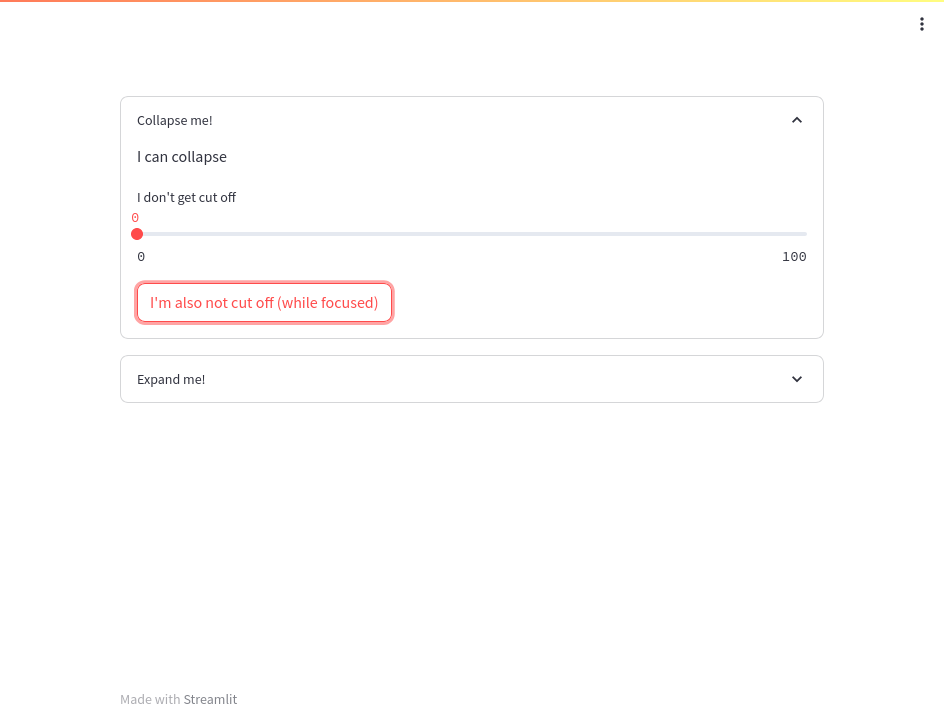 Collapse me!
I can collapse
I don't get cut off
0
0 100
I'm also not cut off (while focused)
Expand me!
Made with Streamlit